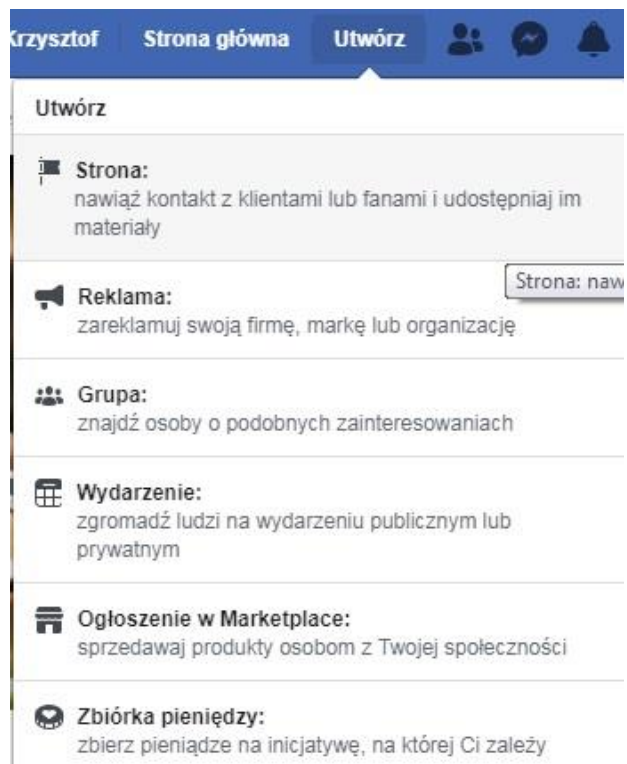 Krzysztof Strona główna Utwórz
Utwórz
Strona:
nawiąż kontakt z klientami lub fanami i udostępniaj im
materiały
Strona: naw
Reklama:
zareklamuj swoją firmę, markę lub organizację
Grupa:
znajdź osoby o podobnych zainteresowaniach
Wydarzenie:
zgromadź ludzi na wydarzeniu publicznym lub
prywatnym
Ogłoszenie w Marketplace:
sprzedawaj produkty osobom z Twojej społeczności
Zbiórka pieniędzy:
zbierz pieniądze na inicjatywę, na której Ci zależy